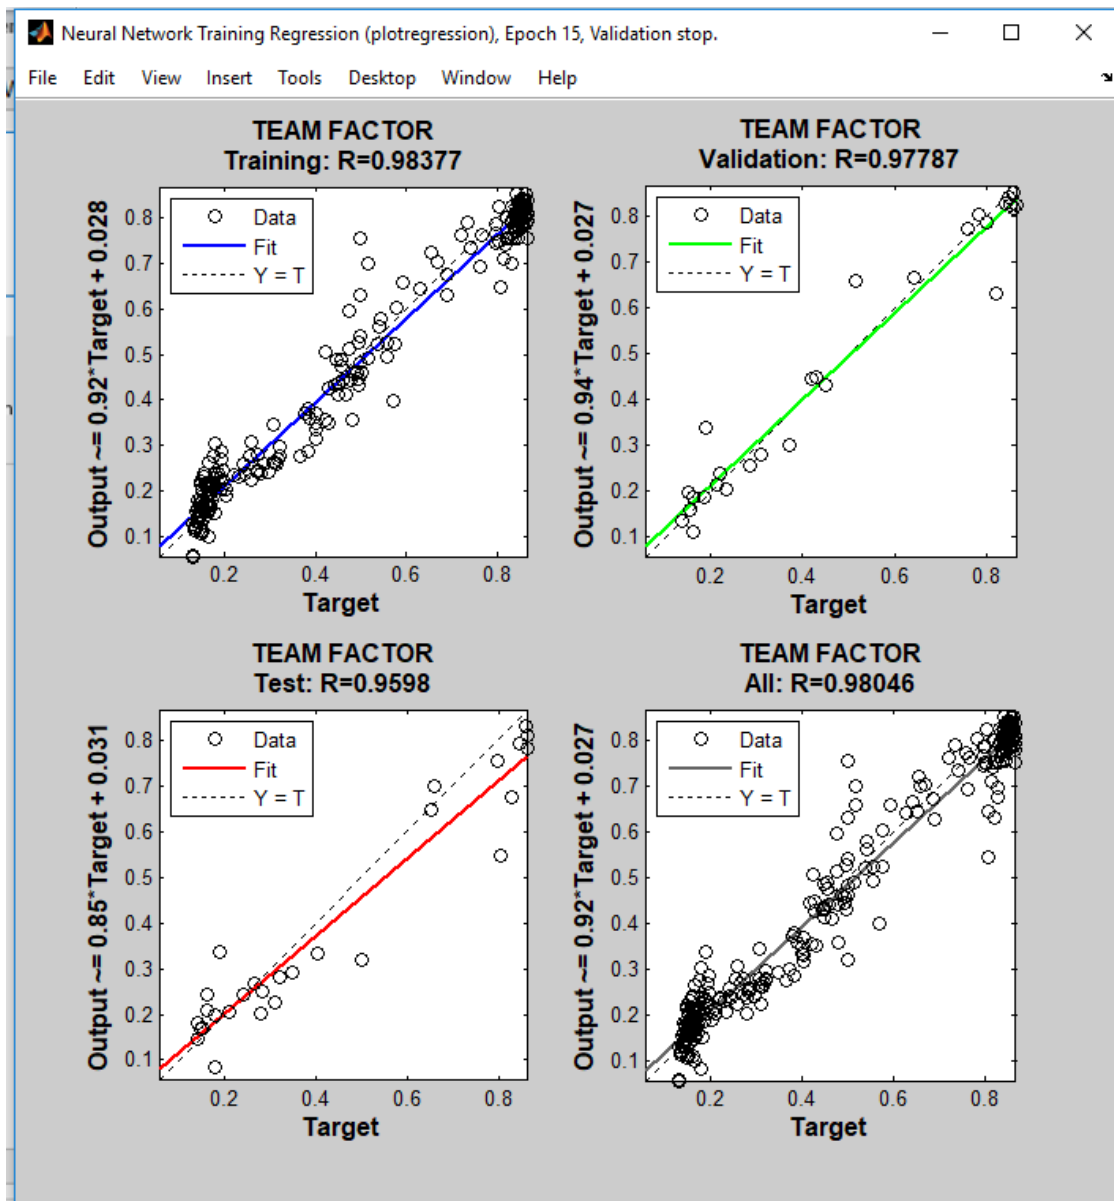 Neural Network Training Regression (plotregression), Epoch 15, Validation stop.
File Edit View Insert Tools Desktop Window Help
TEAM FACTOR
Training: R=0.98377
Output ~= 0.92*Target + 0.028
Data
Fit
Y = T
0.8
0.7
0.6
0.5
0.4
0.3
0.2
0.1
0.2 0.4 0.6 0.8
Target
TEAM FACTOR
Validation: R=0.97787
Output ~= 0.94*Target + 0.027
Data
Fit
Y = T
0.8
0.7
0.6
0.5
0.4
0.3
0.2
0.1
0.2 0.4 0.6 0.8
Target
TEAM FACTOR
Test: R=0.9598
Output ~= 0.85*Target + 0.031
Data
Fit
Y = T
0.8
0.7
0.6
0.5
0.4
0.3
0.2
0.1
0.2 0.4 0.6 0.8
Target
TEAM FACTOR
All: R=0.98046
Output ~= 0.92*Target + 0.027
Data
Fit
Y = T
0.8
0.7
0.6
0.5
0.4
0.3
0.2
0.1
0.2 0.4 0.6 0.8
Target